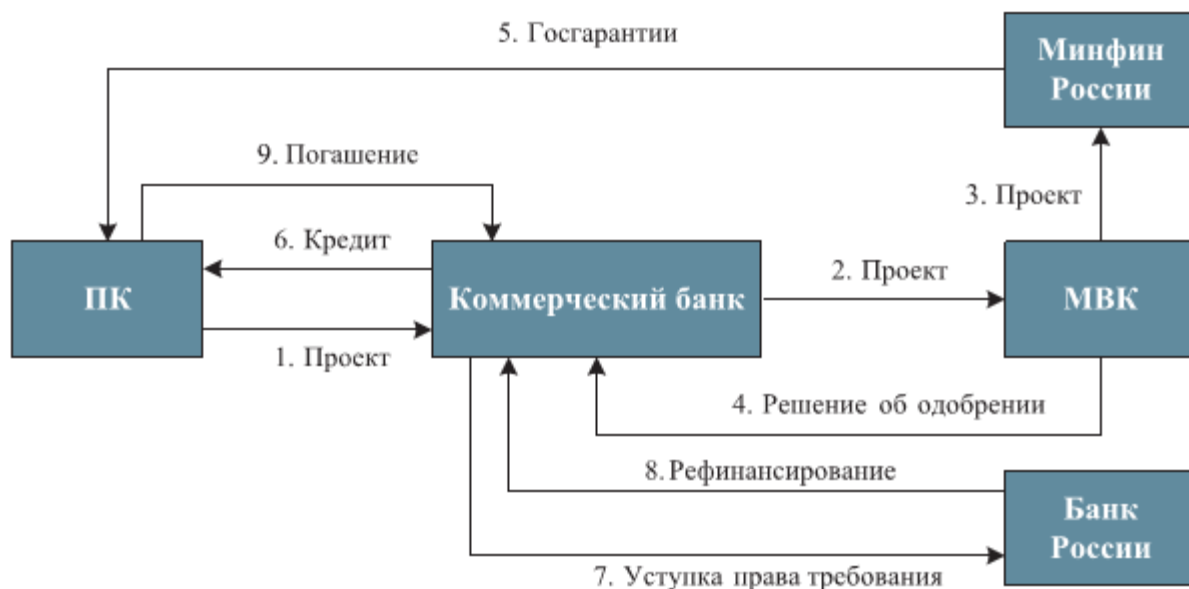 5. Госгарантии
Минфин
России
9. Погашение
3. Проект
6. Кредит
2. Проект
ПК
Коммерческий банк
МВК
1. Проект
4. Решение об одобрении
8. Рефинансирование
Банк
России
7. Уступка права требования